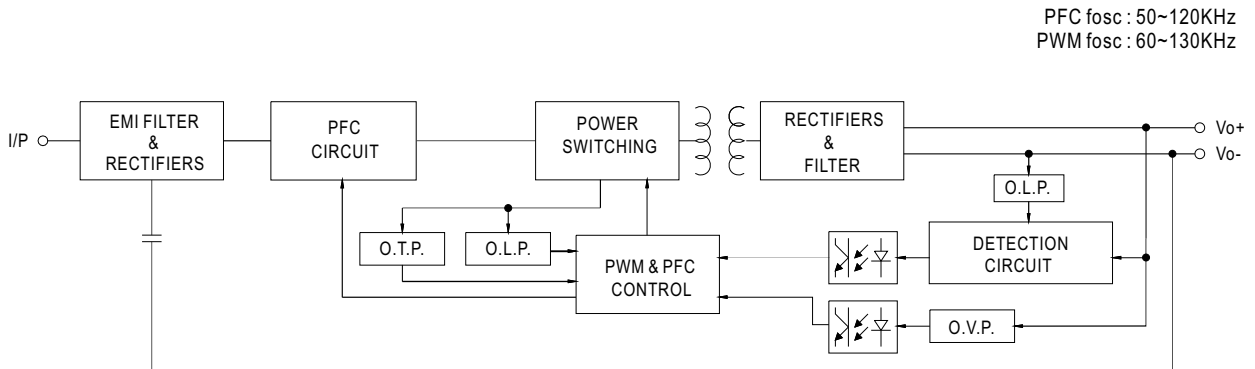 PFC fosc : 50~120KHz
PWM fosc : 60~130KHz
I/P
EMI FILTER
&
RECTIFIERS
PFC
CIRCUIT
POWER
SWITCHING
RECTIFIERS
&
FILTER
Vo+
Vo-
O.L.P.
O.T.P.
O.L.P.
PWM & PFC
CONTROL
DETECTION
CIRCUIT
O.V.P.